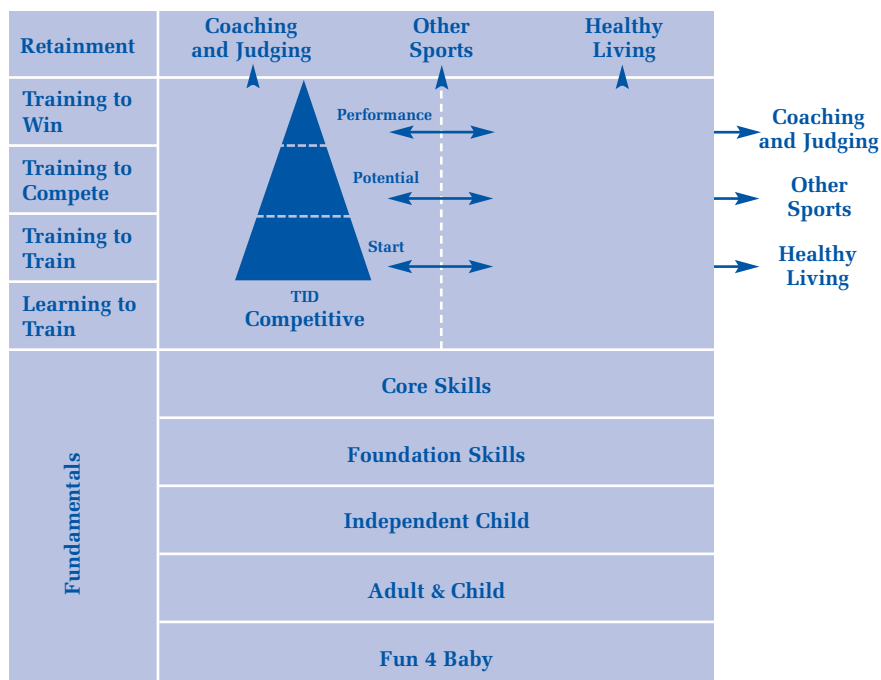 Retainment
Coaching
and Judging
Other
Sports
Healthy
Living
Training to
Win
Performance
Coaching
and Judging
Training to
Compete
Potential
Other
Sports
Training to
Train
Start
Healthy
Living
Learning to
Train
TID
Competitive
Fundamentals
Core Skills
Foundation Skills
Independent Child
Adult & Child
Fun 4 Baby